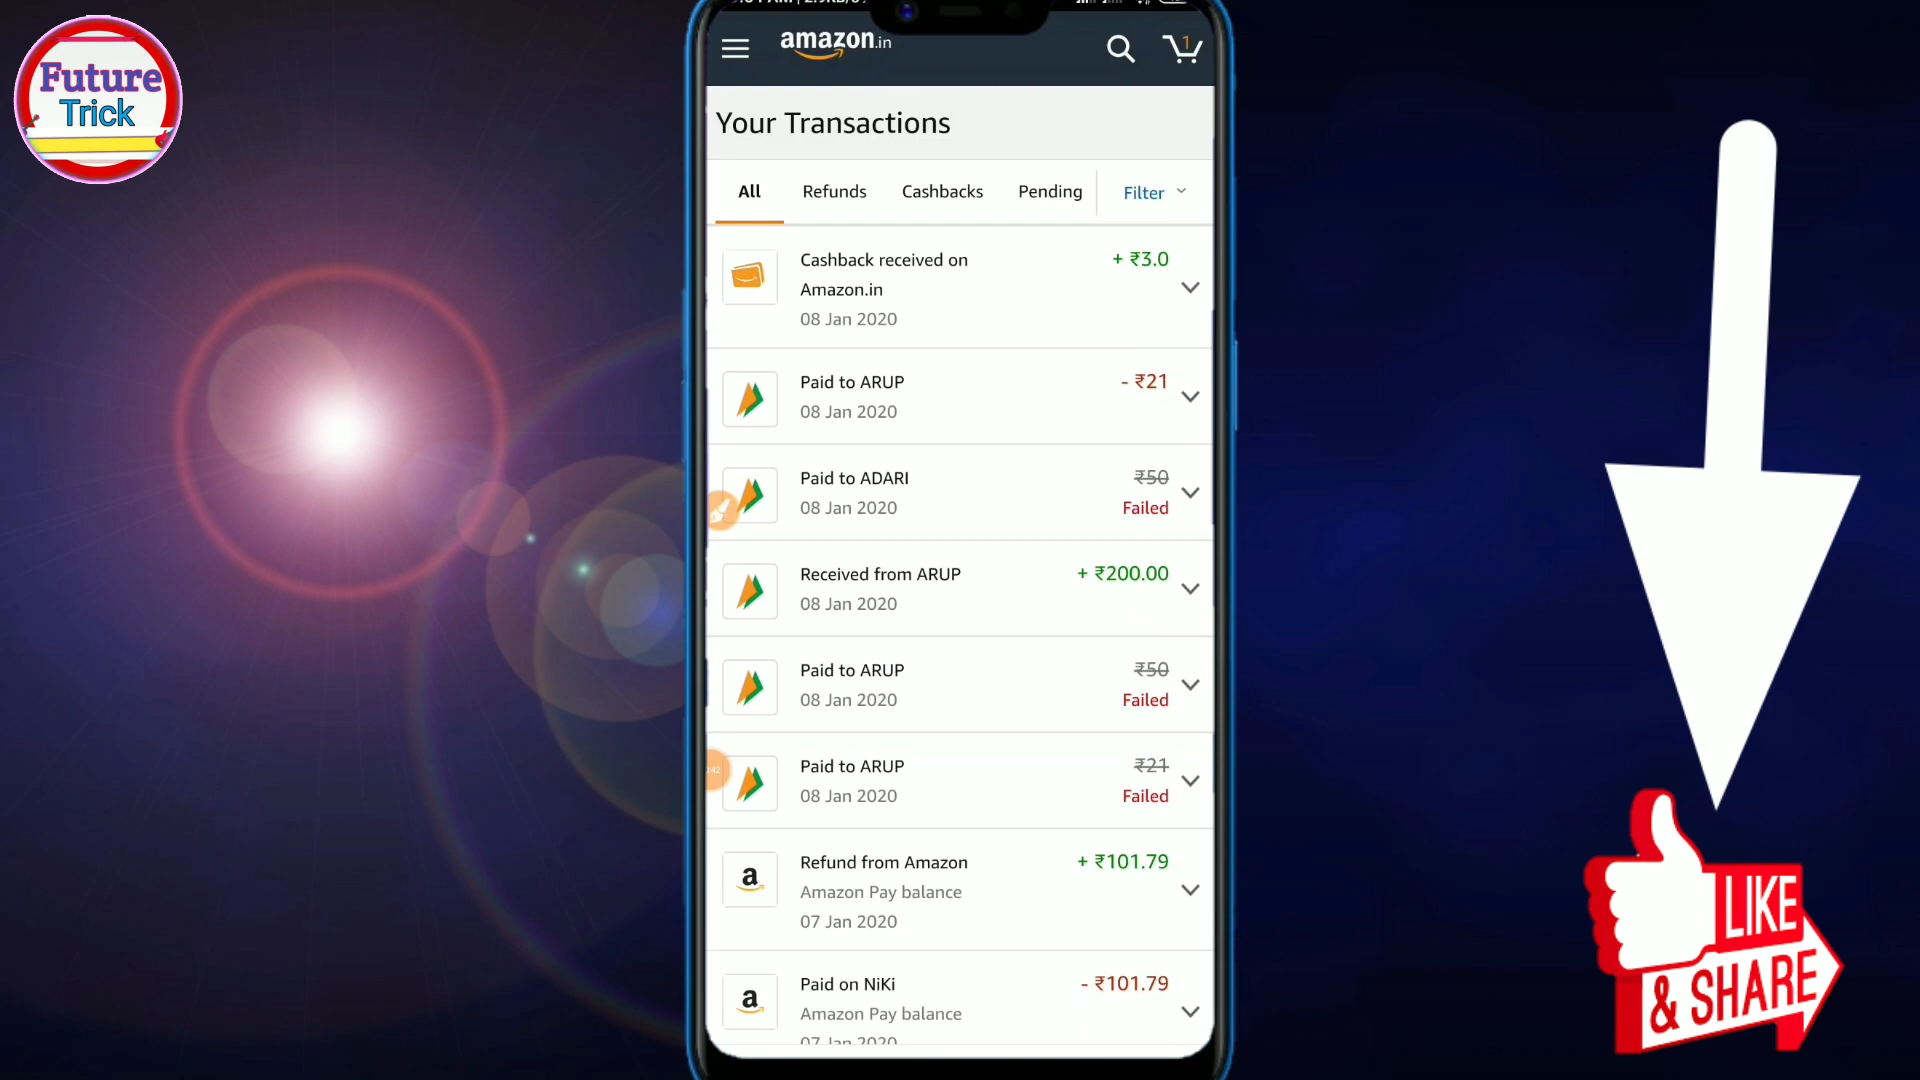 Future
Trick
amazon.in
1
Your Transactions
All
Refunds
Cashbacks
Pending
Filter
Cashback received on
Amazon.in
08 Jan 2020
+ ₹3.0
Paid to ARUP
08 Jan 2020
- ₹21
Paid to ADARI
08 Jan 2020
₹50
Failed
Received from ARUP
08 Jan 2020
+ ₹200.00
Paid to ARUP
08 Jan 2020
₹50
Failed
Paid to ARUP
08 Jan 2020
₹21
Failed
a
Refund from Amazon
Amazon Pay balance
07 Jan 2020
+ ₹101.79
a
Paid on NiKi
Amazon Pay balance
07 Jan 2020
- ₹101.79
LIKE
& SHARE